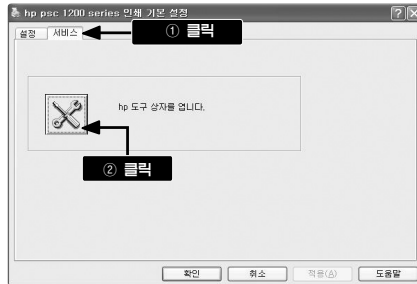 hp psc 1200 series 인쇄 기본 설정
설정 서비스
① 클릭
hp 도구 상자를 엽니다.
② 클릭
확인 취소 적용(A) 도움말